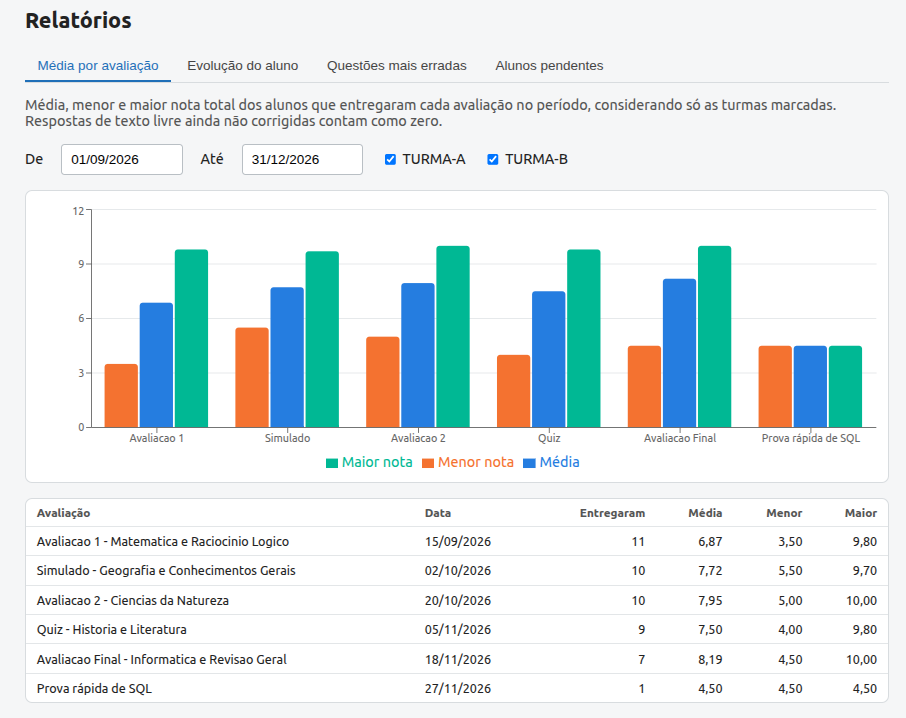 Relatórios
Média por avaliação Evolução do aluno Questões mais erradas Alunos pendentes
Média, menor e maior nota total dos alunos que entregaram cada avaliação no período, considerando só as turmas marcadas.
Respostas de texto livre ainda não corrigidas contam como zero.
De 01/09/2026 Até 31/12/2026 TURMA-A TURMA-B
12
9
6
3
0
Avaliacao 1 Simulado Avaliacao 2 Quiz Avaliacao Final Prova rápida de SQL
Maior nota Menor nota Média
Avaliação Data Entregaram Média Menor Maior
Avaliacao 1 - Matematica e Raciocinio Logico 15/09/2026 11 6,87 3,50 9,80
Simulado - Geografia e Conhecimentos Gerais 02/10/2026 10 7,72 5,50 9,70
Avaliacao 2 - Ciencias da Natureza 20/10/2026 10 7,95 5,00 10,00
Quiz - Historia e Literatura 05/11/2026 9 7,50 4,00 9,80
Avaliacao Final - Informatica e Revisao Geral 18/11/2026 7 8,19 4,50 10,00
Prova rápida de SQL 27/11/2026 1 4,50 4,50 4,50